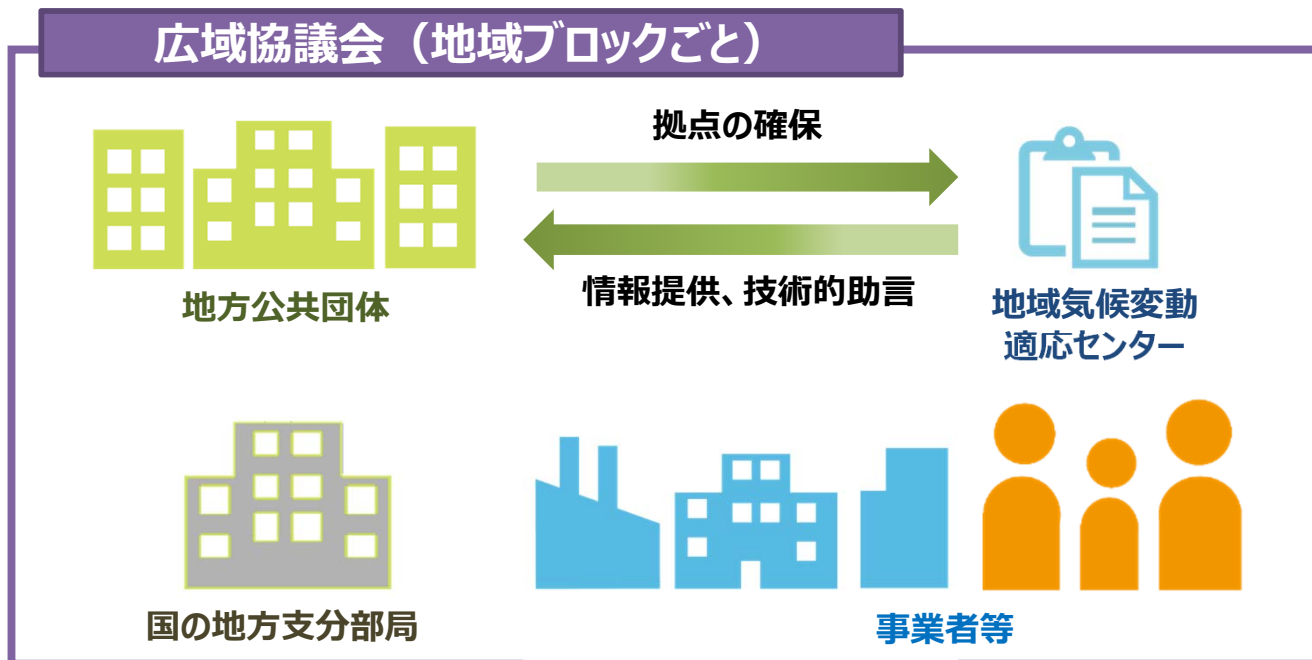 広域協議会（地域ブロックごと）
拠点の確保
情報提供、技術的助言
地方公共団体
地域気候変動
適応センター
国の地方支分部局
事業者等